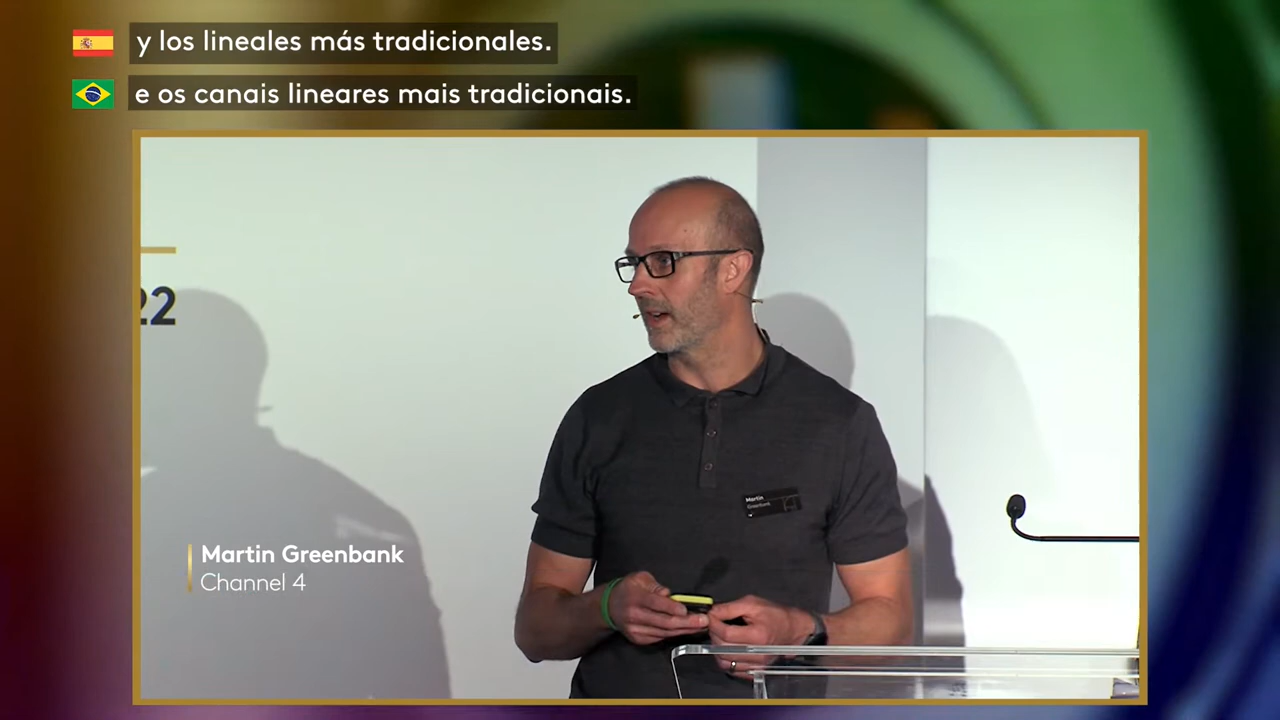 y los lineales más tradicionales.
e os canais lineares mais tradicionais.
22
Martin
Greenbank
Martin Greenbank
Channel 4